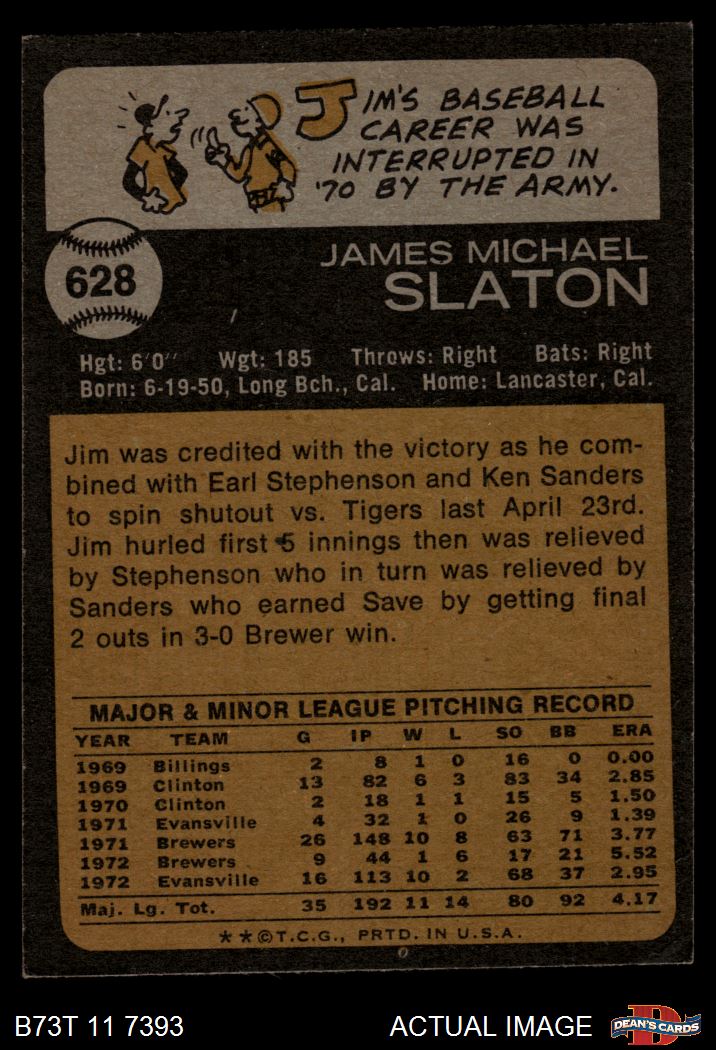 JIM'S BASEBALL
CAREER WAS
INTERRUPTED IN
'70 BY THE ARMY.
628
JAMES MICHAEL
SLATON
Hgt: 6'0" Wgt: 185 Throws: Right Bats: Right
Born: 6-19-50, Long Bch., Cal. Home: Lancaster, Cal.
Jim was credited with the victory as he com-
bined with Earl Stephenson and Ken Sanders
to spin shutout vs. Tigers last April 23rd.
Jim hurled first 5 innings then was relieved
by Stephenson who in turn was relieved by
Sanders who earned Save by getting final
2 outs in 3-0 Brewer win.
MAJOR & MINOR LEAGUE PITCHING RECORD
YEAR TEAM G IP W L SO BB ERA
1969 Billings 2 8 1 0 16 0 0.00
1969 Clinton 13 82 6 3 83 34 2.85
1970 Clinton 2 18 1 1 15 5 1.50
1971 Evansville 4 32 1 0 26 9 1.39
1971 Brewers 26 148 10 8 63 71 3.77
1972 Brewers 9 44 1 6 17 21 5.52
1972 Evansville 16 113 10 2 68 37 2.95
Maj. Lg. Tot. 35 192 11 14 80 92 4.17
★★©T.C.G., PRTD. IN U.S.A.
B73T 11 7393 ACTUAL IMAGE DEAN'S CARDS